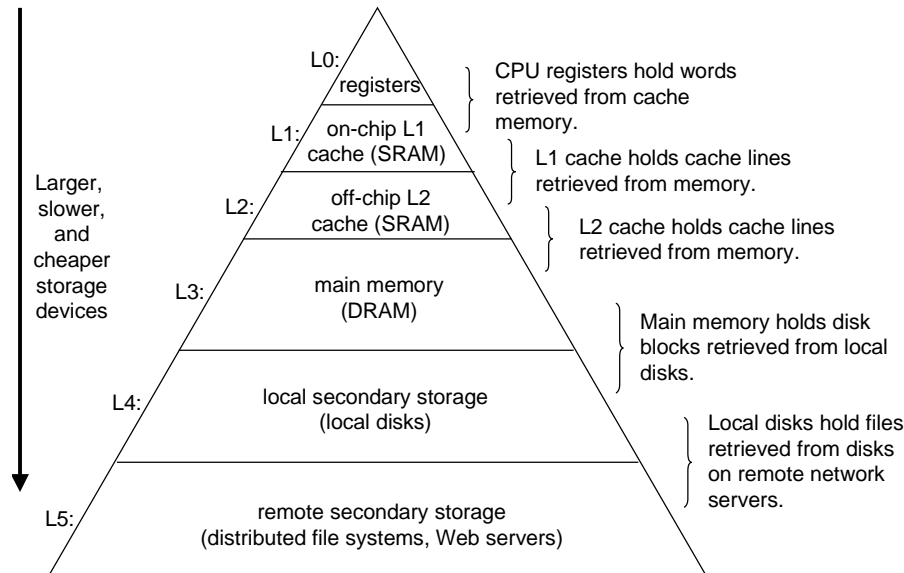 L0:
registers
CPU registers hold words
retrieved from cache
memory.
L1:
on-chip L1
cache (SRAM)
L1 cache holds cache lines
retrieved from memory.
Larger,
slower,
and
cheaper
storage
devices
L2:
off-chip L2
cache (SRAM)
L2 cache holds cache lines
retrieved from memory.
L3:
main memory
(DRAM)
Main memory holds disk
blocks retrieved from local
disks.
L4:
local secondary storage
(local disks)
Local disks hold files
retrieved from disks
on remote network
servers.
L5:
remote secondary storage
(distributed file systems, Web servers)